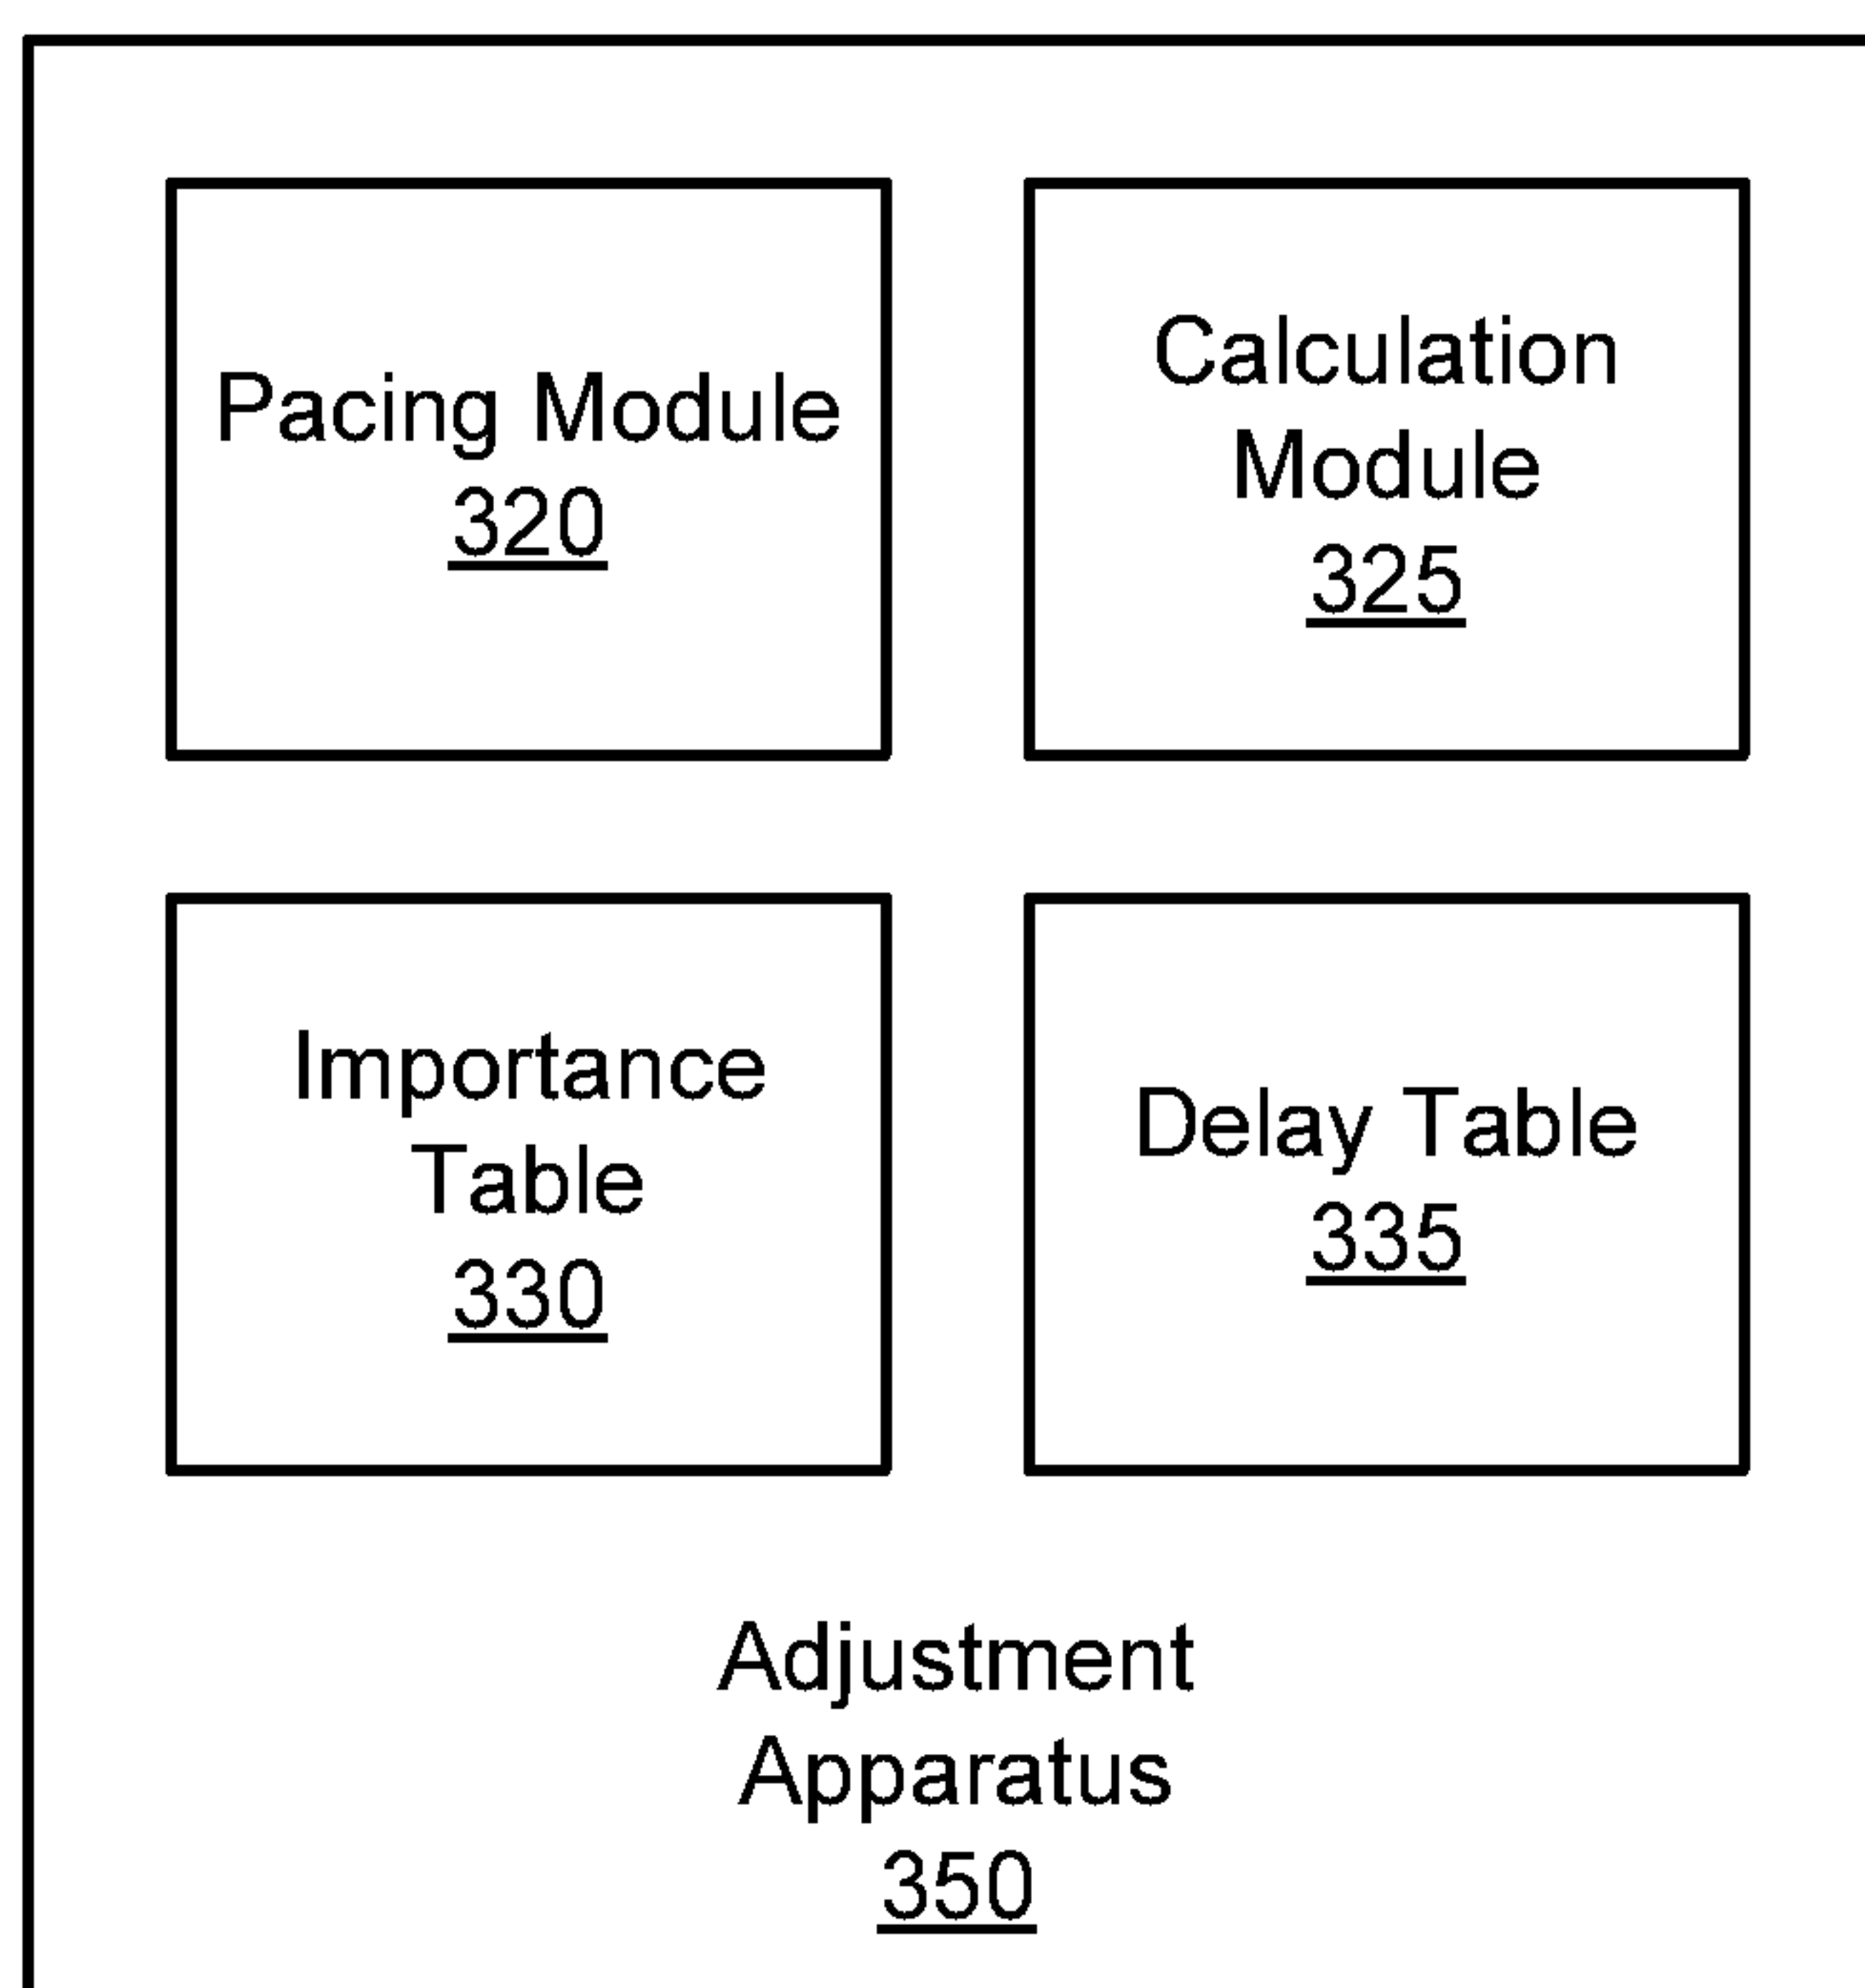 Pacing Module
320
Calculation
Module
325
Importance
Table
330
Delay Table
335
Adjustment
Apparatus
350